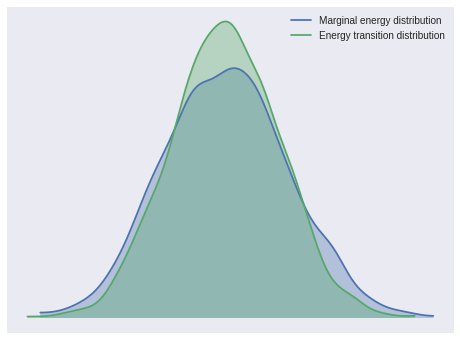 Marginal energy distribution
Energy transition distribution